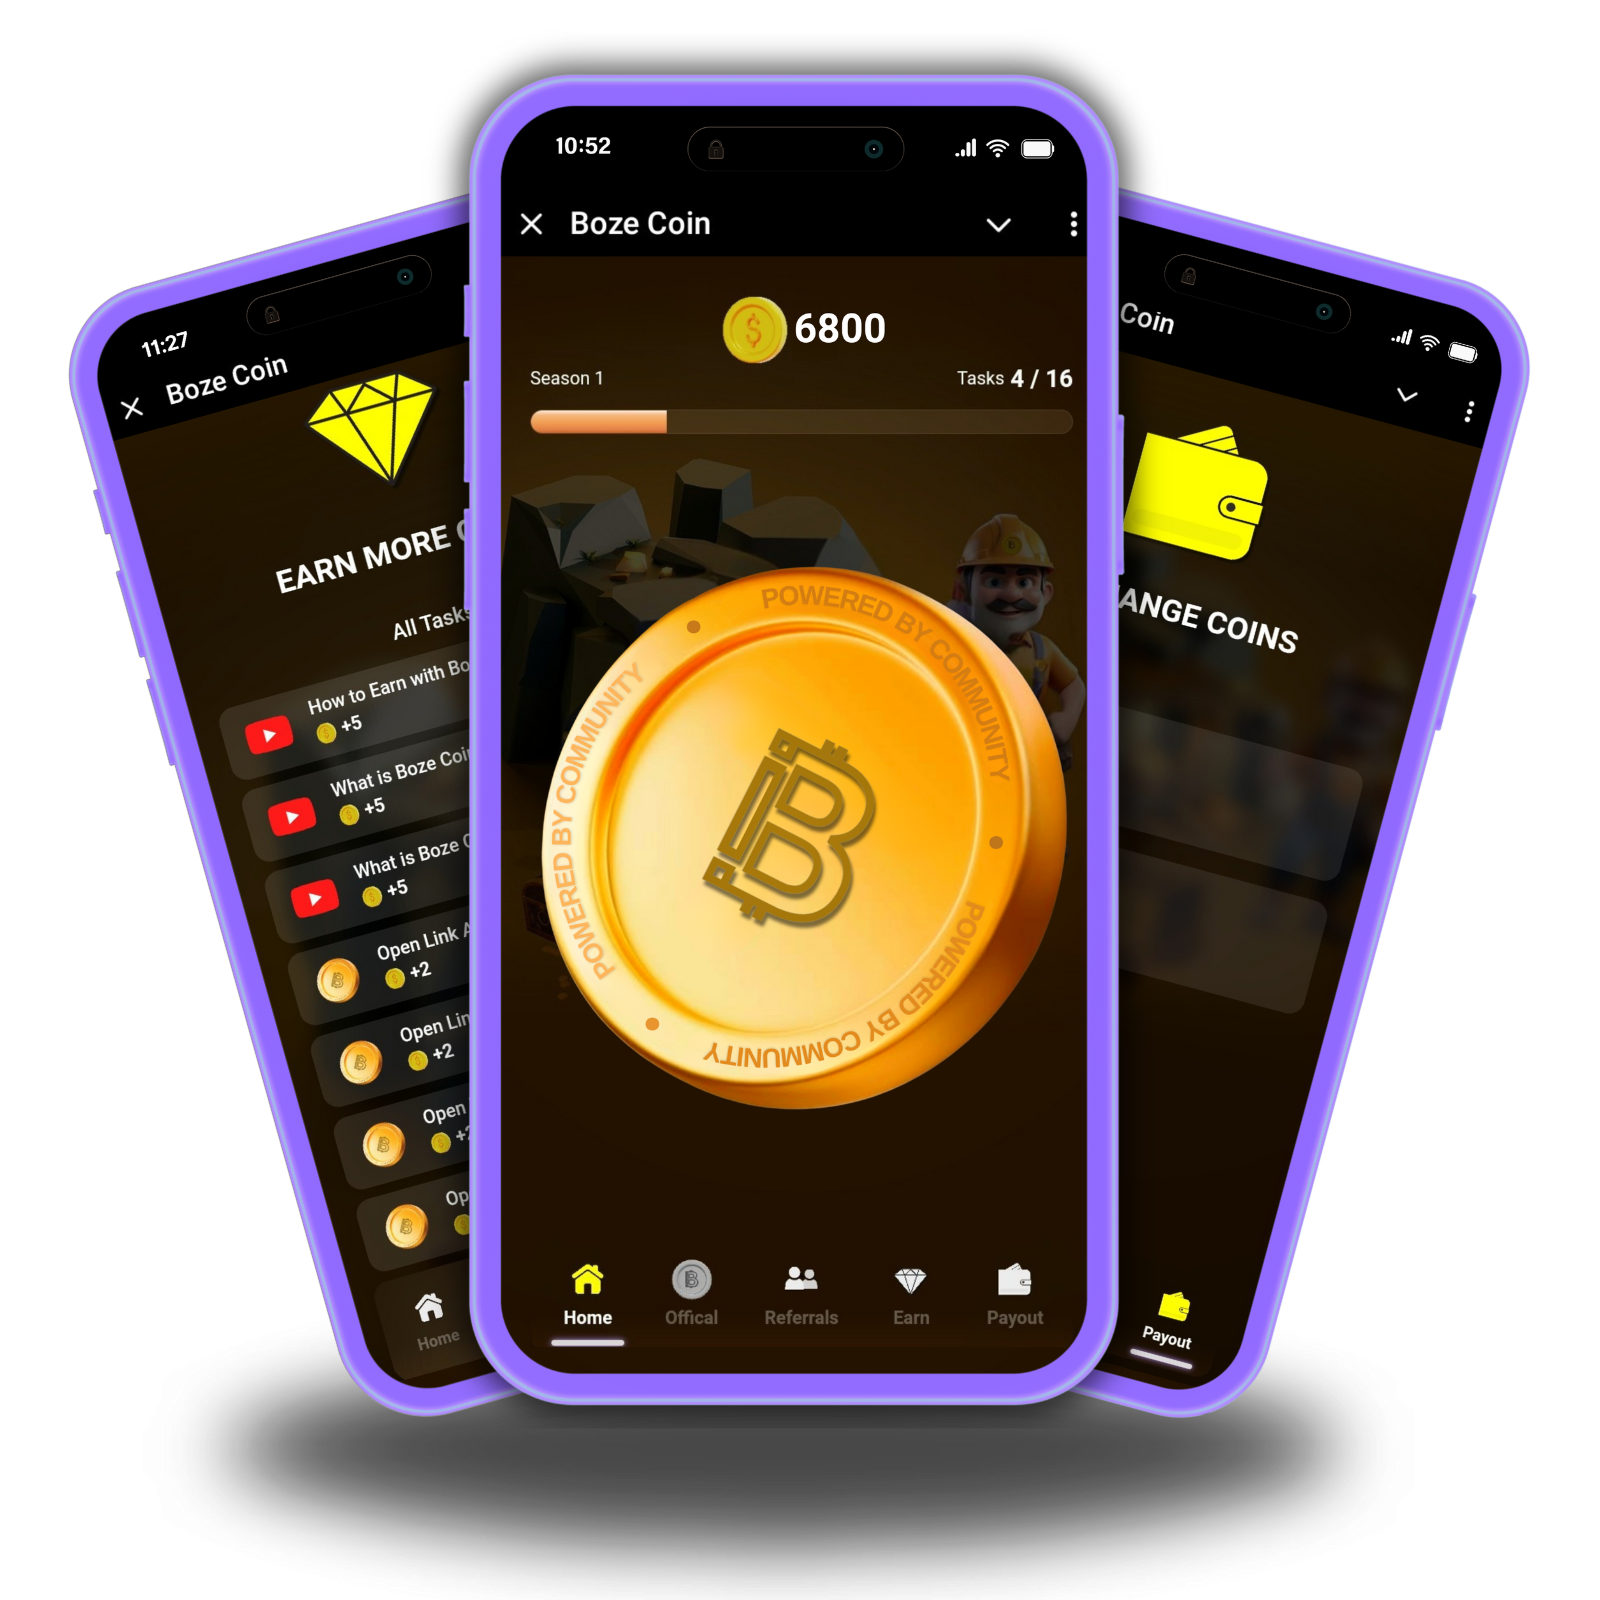 11:27
Boze Coin
EARN MORE
All Tasks
How to Earn with Bo
+5
What is Boze Coin
+5
What is Boze
+5
Open Link
+2
Open Lin
+2
Open
+2
Op
Home
10:52
Boze Coin
6800
Season 1
Tasks 4 / 16
POWERED BY COMMUNITY
POWERED BY COMMUNITY
POWERED BY COMMUNITY
Home
Offical
Referrals
Earn
Payout
Coin
ANGE COINS
Payout